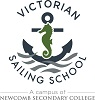 VICTORIAN
SAILING SCHOOL
A campus of
NEWCOMB SECONDARY COLLEGE